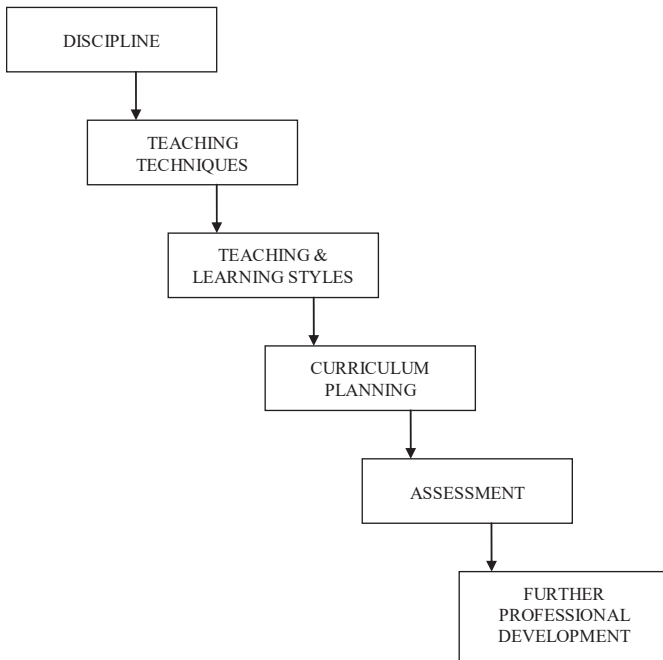 DISCIPLINE
TEACHING
TECHNIQUES
TEACHING &
LEARNING STYLES
CURRICULUM
PLANNING
ASSESSMENT
FURTHER
PROFESSIONAL
DEVELOPMENT